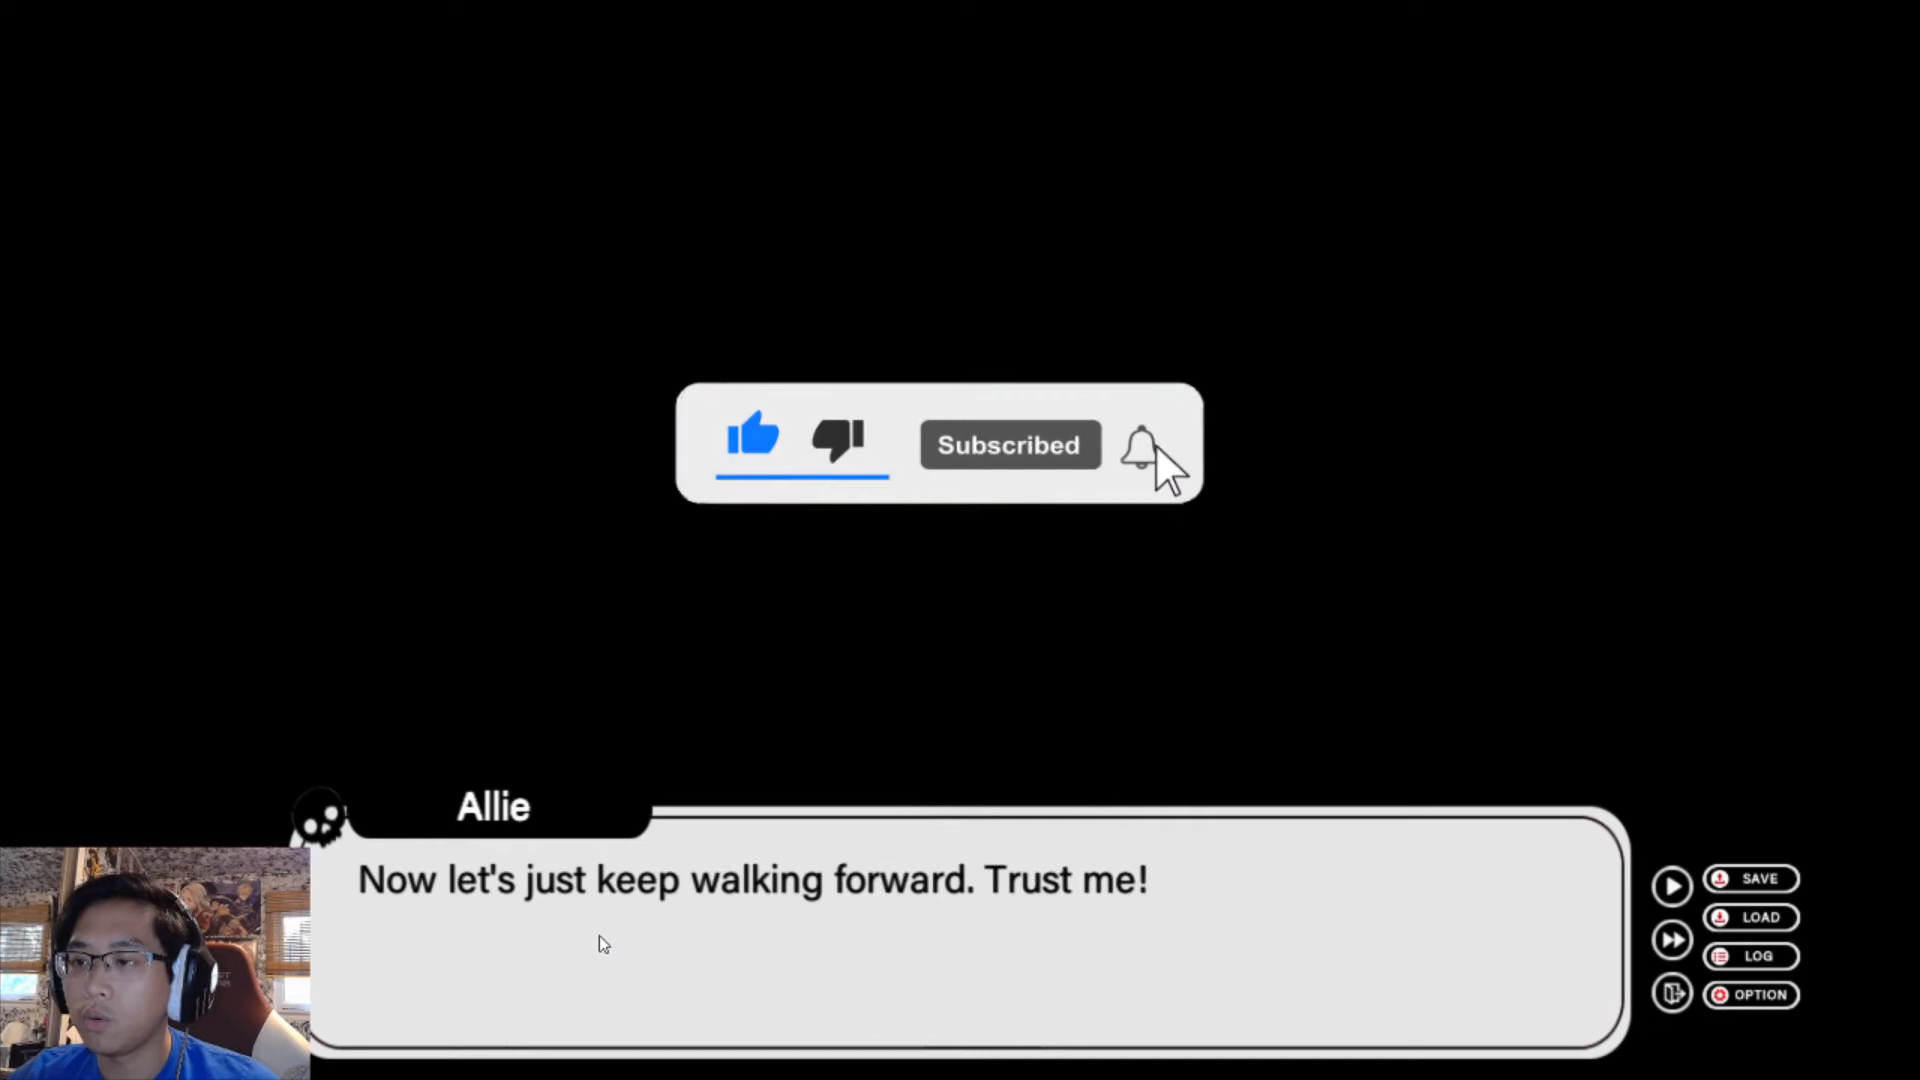 Subscribed
Allie
Now let's just keep walking forward. Trust me!
SAVE
LOAD
LOG
OPTION